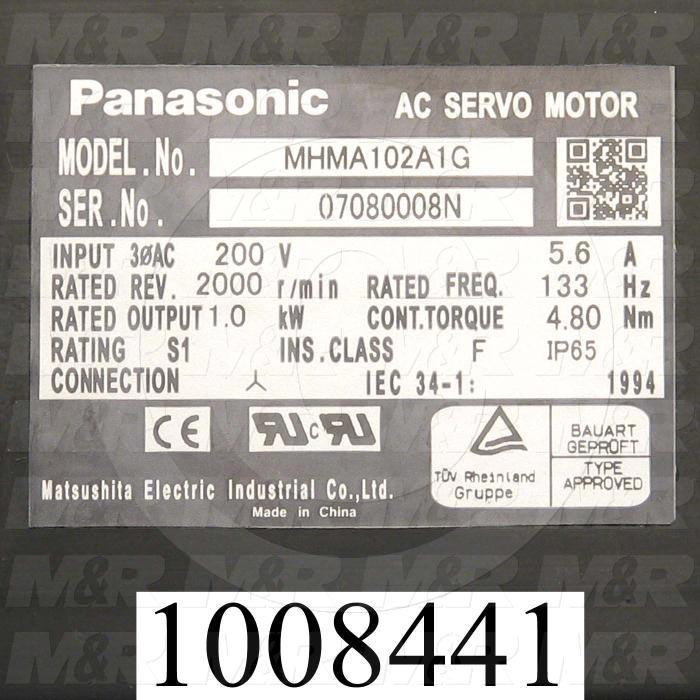 Panasonic AC SERVO MOTOR
MODEL.No. MHMA102A1G
SER.No. 07080008N
INPUT 3øAC 200 V 5.6 A
RATED REV. 2000 r/min RATED FREQ. 133 Hz
RATED OUTPUT 1.0 kW CONT.TORQUE 4.80 Nm
RATING S1 INS.CLASS F IP65
CONNECTION IEC 34-1: 1994
CE
RU c RU
TÜV Rheinland
Gruppe
BAUART
GEPRÜFT
TYPE
APPROVED
Matsushita Electric Industrial Co.,Ltd.
Made in China
1008441
M&R